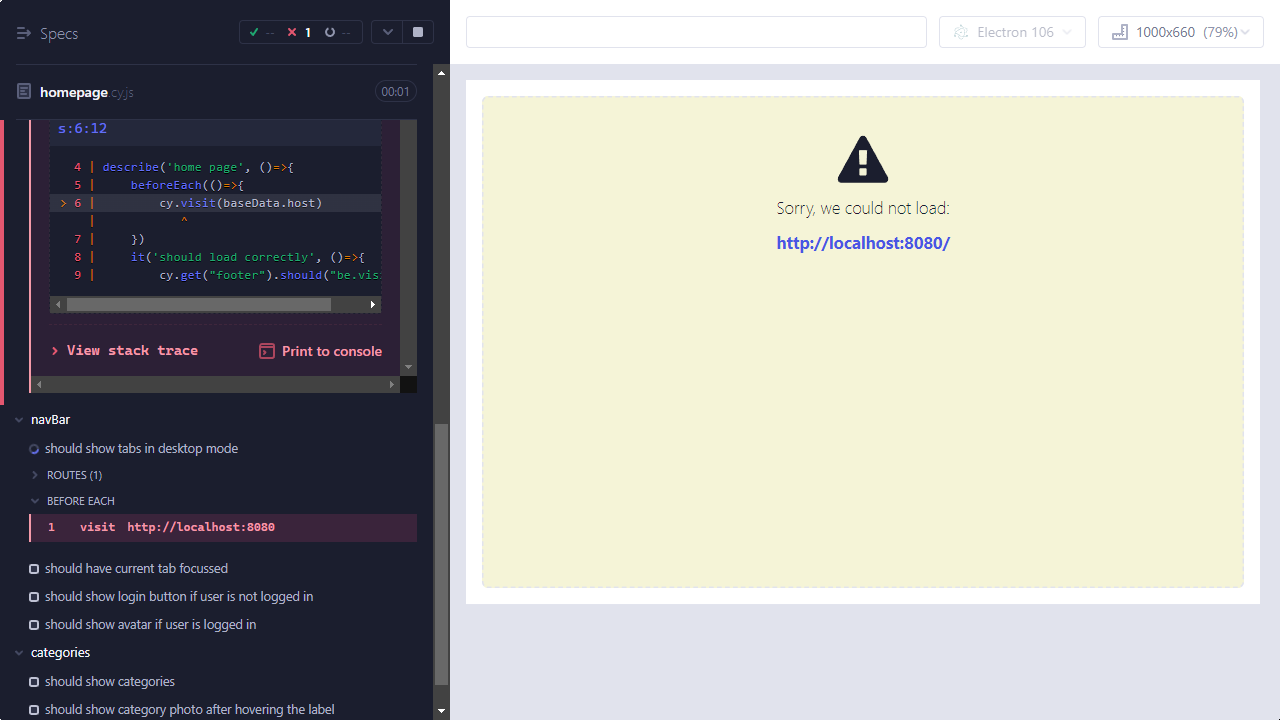 Specs
-- 1 --
homepage.cy.js
00:01
s:6:12
4 | describe('home page', ()=>{
5 | beforeEach(()=>{
> 6 | cy.visit(baseData.host)
| ^
7 | })
8 | it('should load correctly', ()=>{
9 | cy.get("footer").should("be.vis
View stack trace
Print to console
navBar
should show tabs in desktop mode
ROUTES (1)
BEFORE EACH
1 visit http://localhost:8080
should have current tab focussed
should show login button if user is not logged in
should show avatar if user is logged in
categories
should show categories
should show category photo after hovering the label
Electron 106
1000x660 (79%)
Sorry, we could not load:
http://localhost:8080/